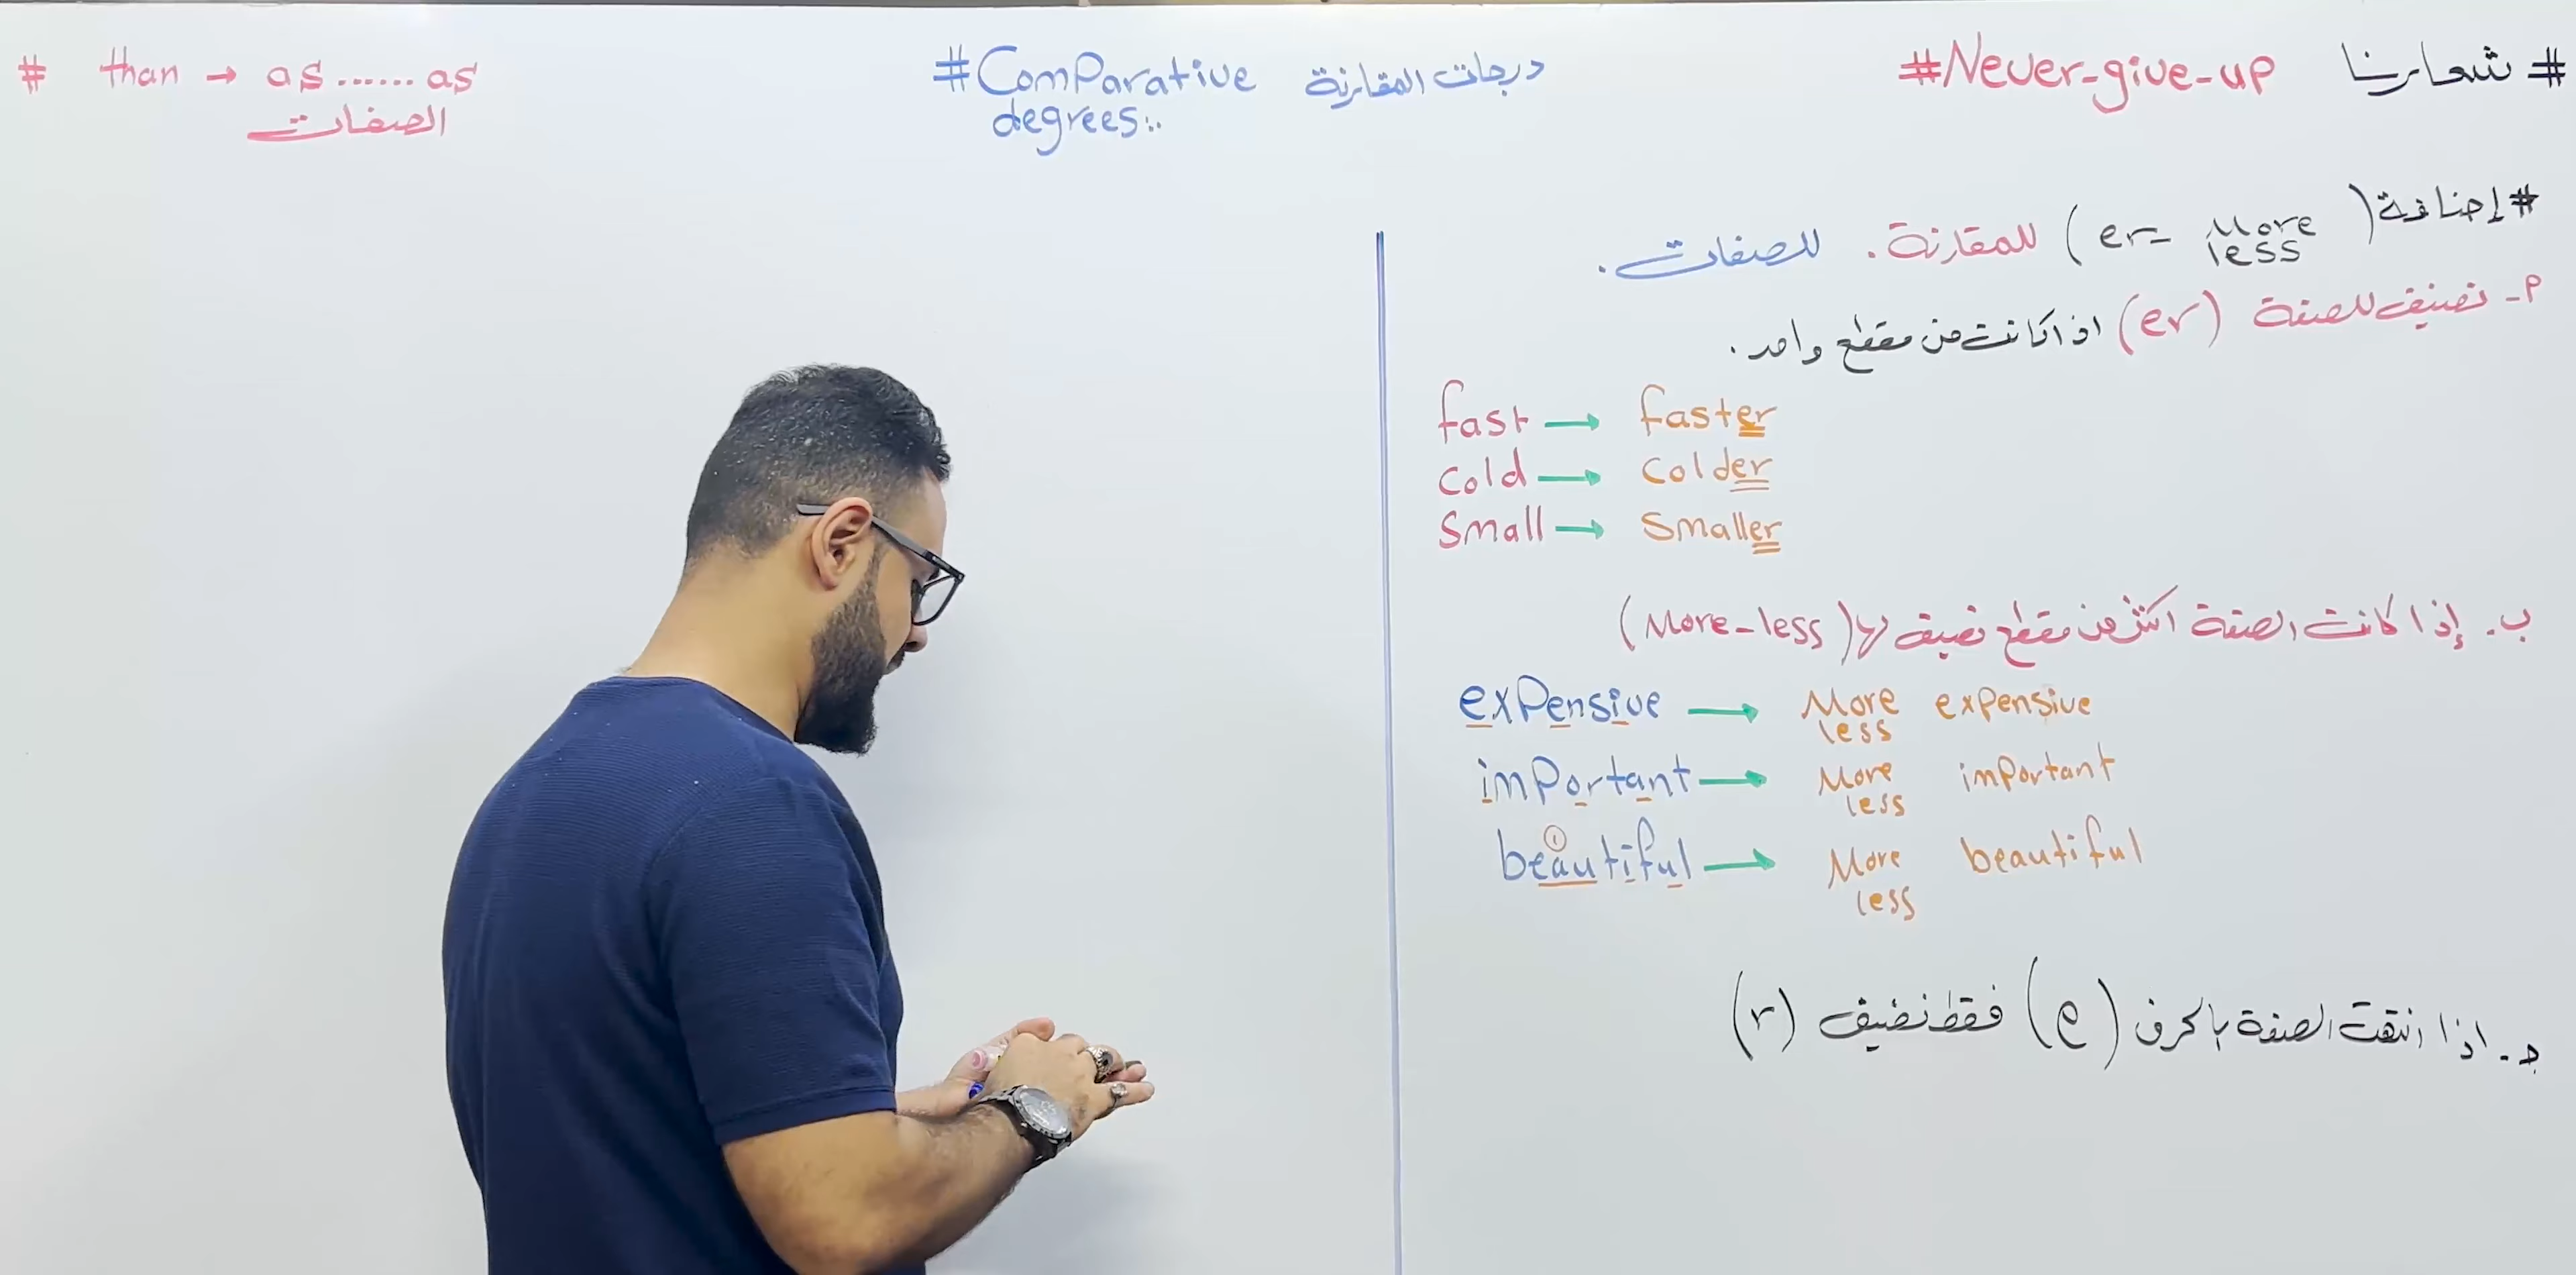 # شعارنا #Never-give-up
#Comparative درجات المقارنة
degrees:.
# than → as ...... as
الصفات
# إضافة ( er- More less ) للمقارنة . للصفات .
P- نضيف للصفة (er) اذا كانت من مقطع واحد .
fast → faster
cold → colder
small → smaller
ب. إذا كانت الصفة اكثر من مقطع نضيف لها (More-less)
expensive → More expensive
less
important → More important
less
①
beautiful → More beautiful
less
ج. اذا انتهت الصفة بالحرف (e) فقط نضيف (r)